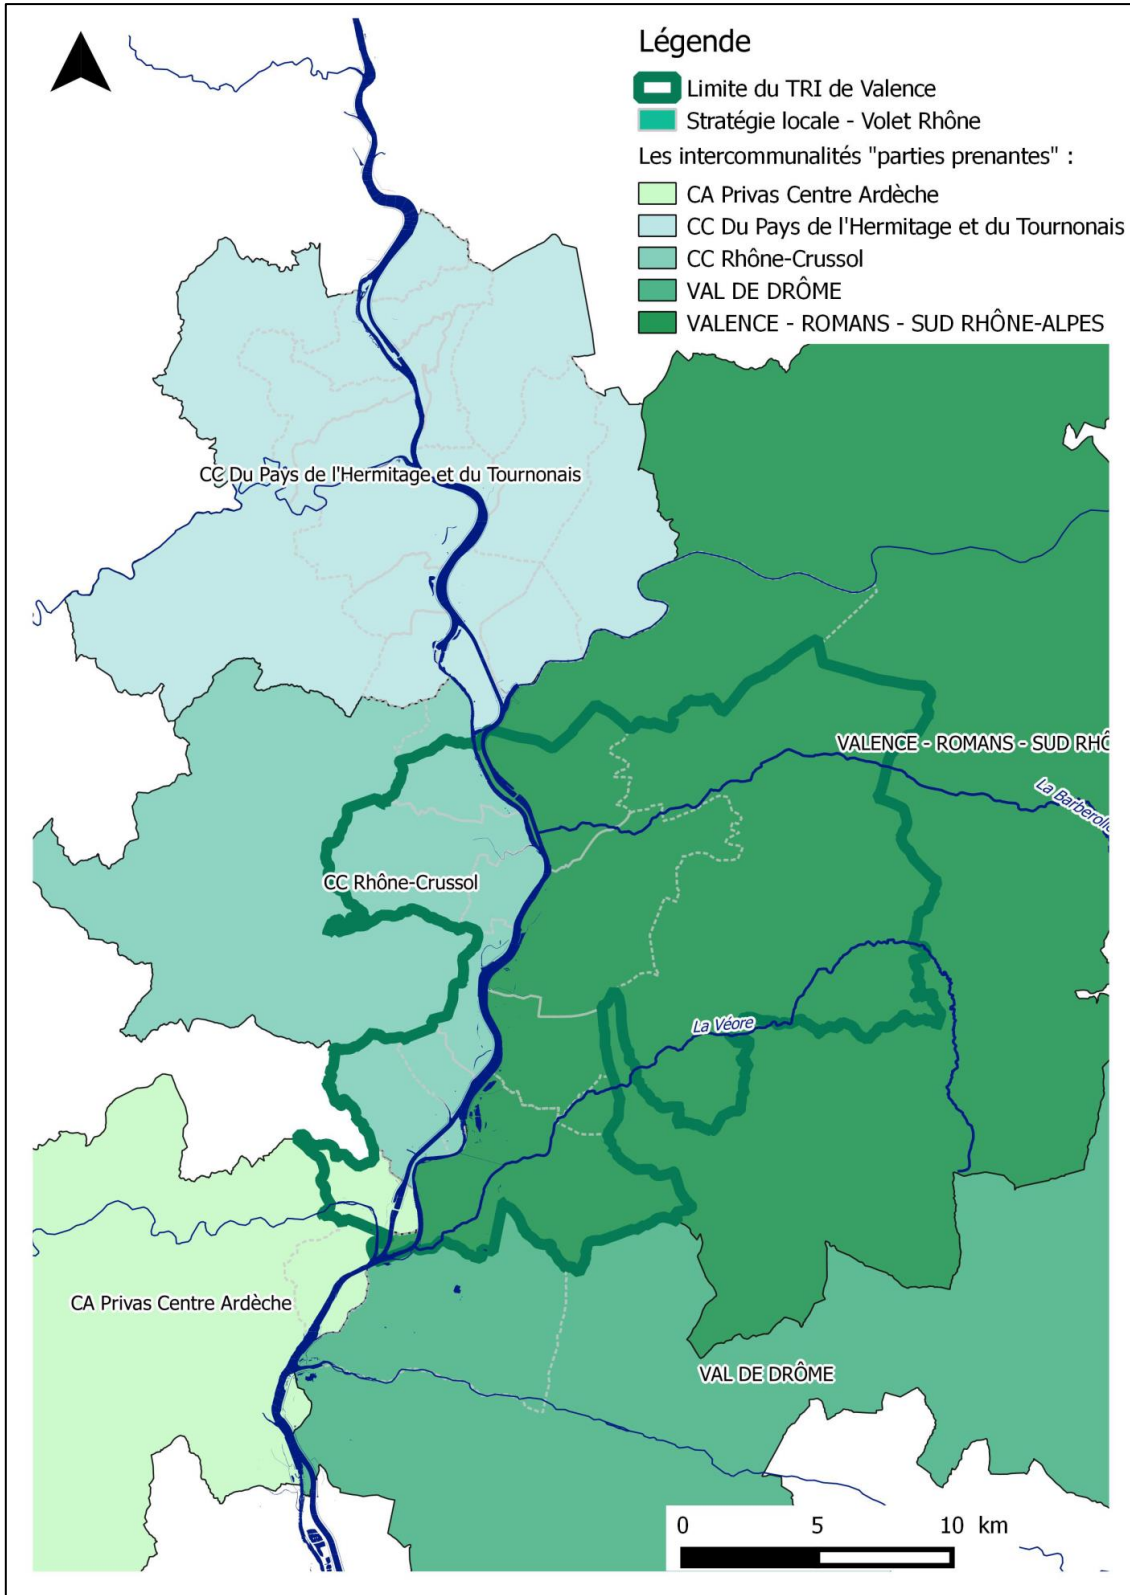 Légende
Limite du TRI de Valence
Stratégie locale - Volet Rhône
Les intercommunalités "parties prenantes" :
CA Privas Centre Ardèche
CC Du Pays de l'Hermitage et du Tournonais
CC Rhône-Crussol
VAL DE DRÔME
VALENCE - ROMANS - SUD RHÔNE-ALPES
CC Du Pays de l'Hermitage et du Tournonais
VALENCE - ROMANS - SUD RHÔ
La Barberolle
CC Rhône-Crussol
La Véore
CA Privas Centre Ardèche
VAL DE DRÔME
0 5 10 km